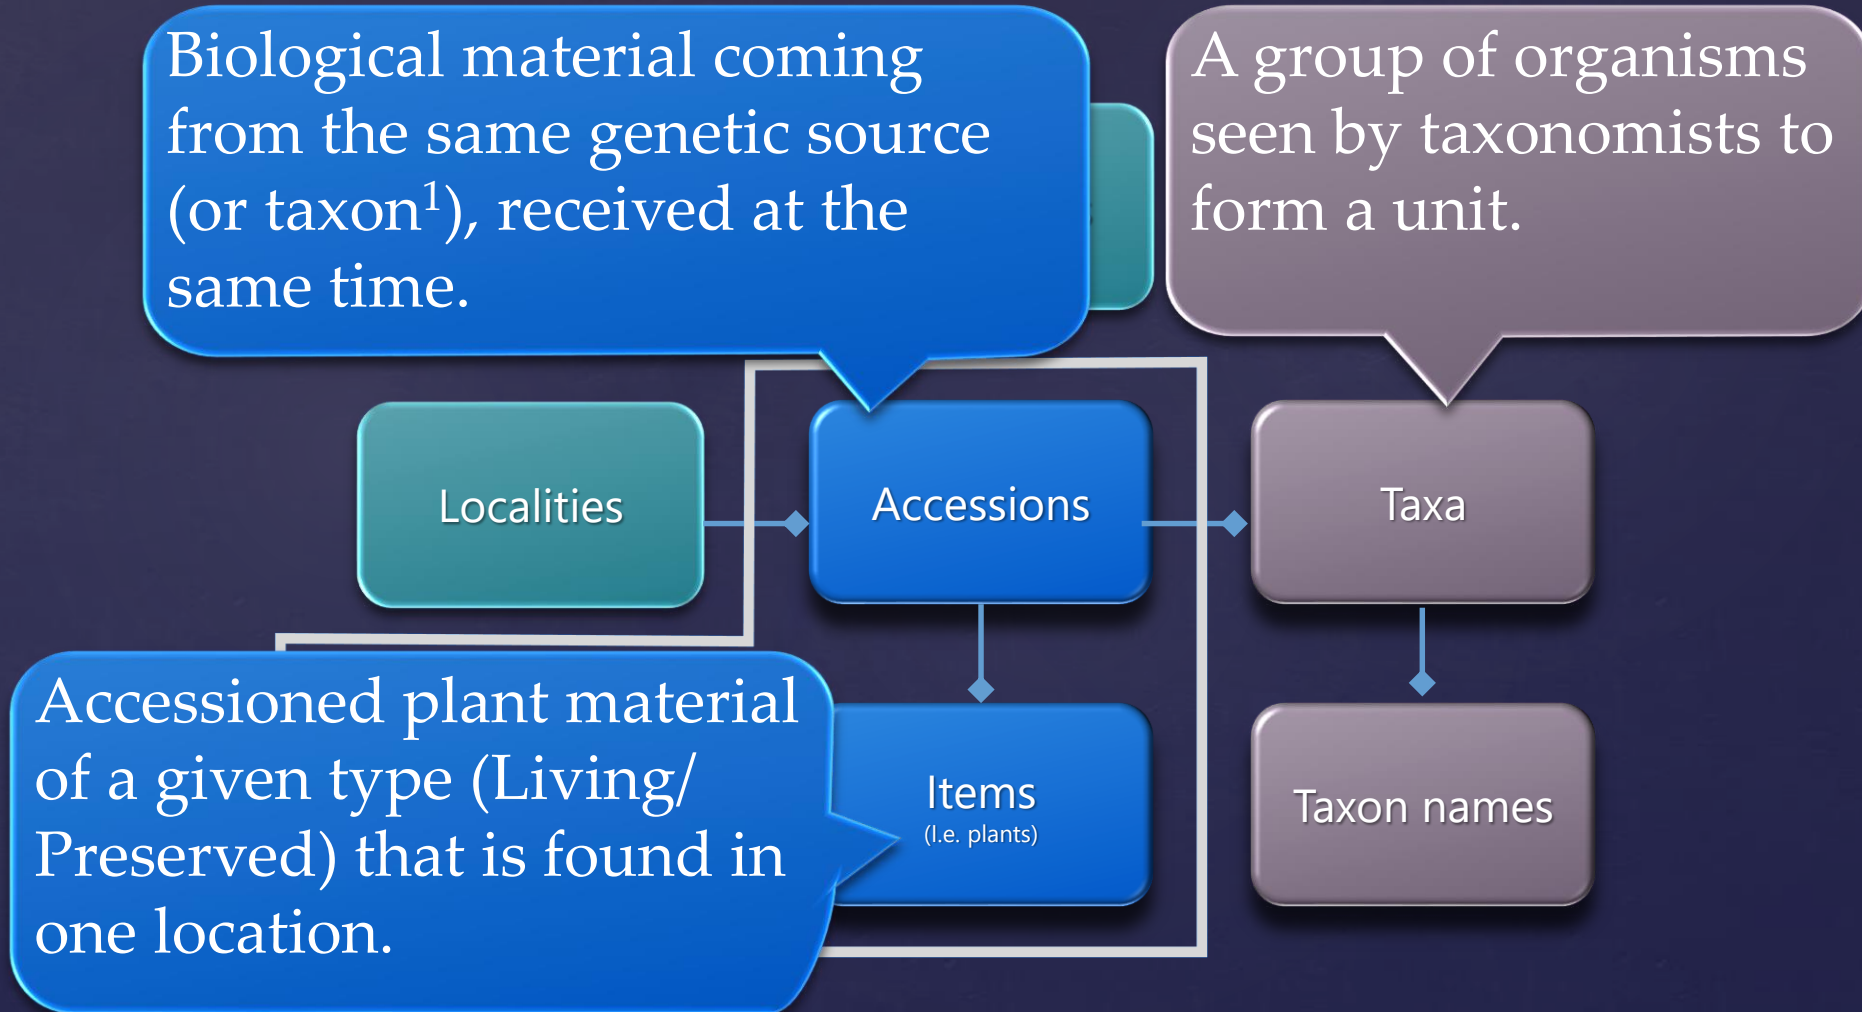 Biological material coming
from the same genetic source
(or taxon¹), received at the
same time.
A group of organisms
seen by taxonomists to
form a unit.
Localities
Accessions
Taxa
Accessioned plant material
of a given type (Living/
Preserved) that is found in
one location.
Items
(I.e. plants)
Taxon names